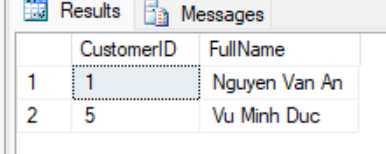 Results Messages
CustomerID FullName
1 1 Nguyen Van An
2 5 Vu Minh Duc